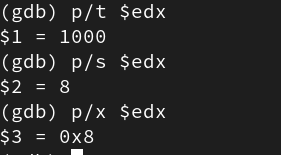 (gdb) p/t $edx
$1 = 1000
(gdb) p/s $edx
$2 = 8
(gdb) p/x $edx
$3 = 0x8